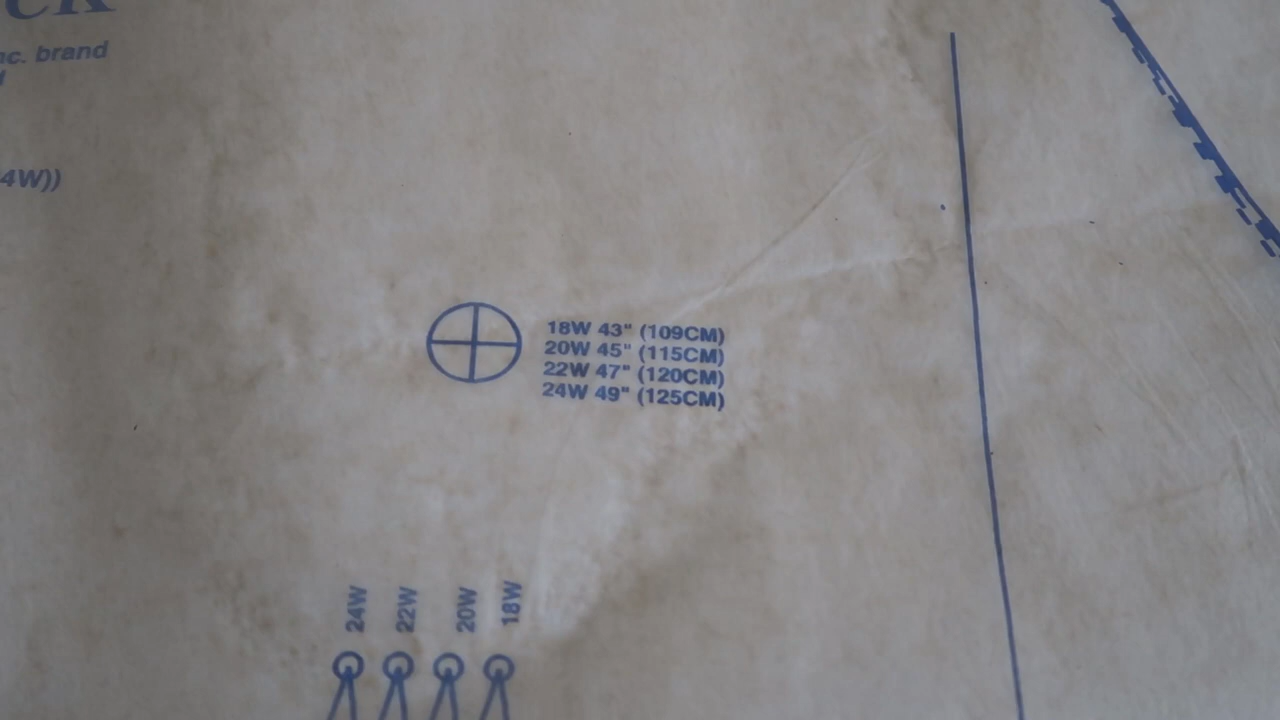 nc. brand
4W))
18W 43" (109CM)
20W 45" (115CM)
22W 47" (120CM)
24W 49" (125CM)
24W 22W 20W 18W